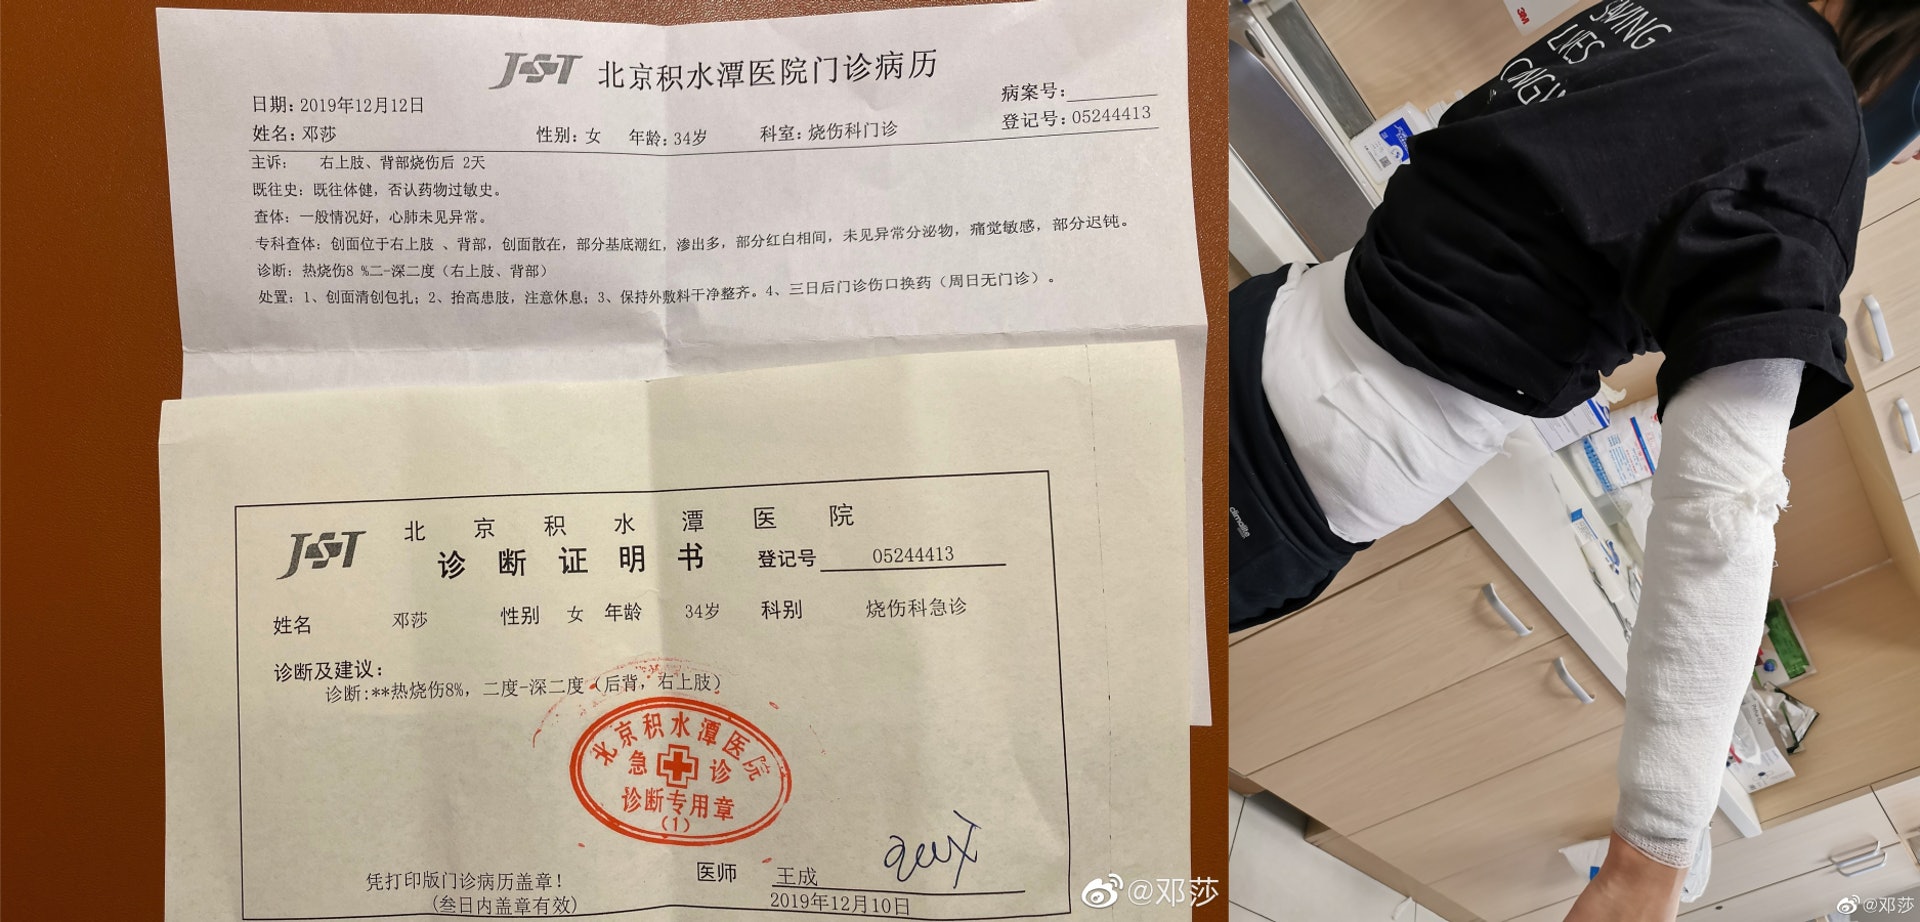 JST 北京积水潭医院门诊病历
日期: 2019年12月12日
病案号:
姓名: 邓莎 性别: 女 年龄: 34岁 科室: 烧伤科门诊 登记号: 05244413
主诉: 右上肢、背部烧伤后 2天
既往史: 既往体健, 否认药物过敏史。
查体: 一般情况好, 心肺未见异常。
专科查体: 创面位于右上肢 、背部, 创面散在, 部分基底潮红, 渗出多, 部分红白相间, 未见异常分泌物, 痛觉敏感, 部分迟钝。
诊断: 热烧伤8 %二-深二度 (右上肢、背部)
处置: 1、创面清创包扎; 2、抬高患肢, 注意休息; 3、保持外敷料干净整齐。4、三日后门诊伤口换药 (周日无门诊) 。
JST 北京积水潭医院
诊断证明书 登记号 05244413
姓名 邓莎 性别 女 年龄 34岁 科别 烧伤科急诊
诊断及建议:
诊断:**热烧伤8%, 二度-深二度 (后背, 右上肢)
北京积水潭医院
急诊
诊断专用章
(1)
凭打印版门诊病历盖章!
(叁日内盖章有效)
医师 王成
2019年12月10日
@邓莎
3M
SAVING
LIVES
climalite
@邓莎